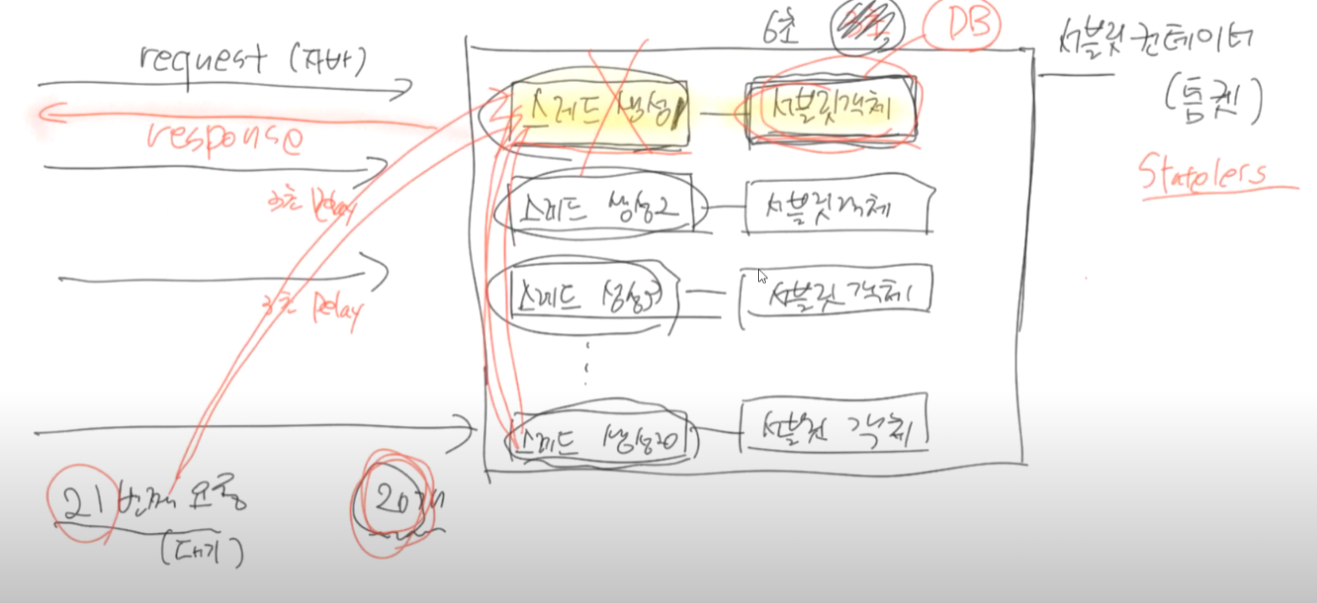 6초
DB
서블릿 컨테이너
(톰켓)
request (자바)
response
스레드 생성1
서블릿객체
Stateless
3초 Delay
스레드 생성2
서블릿객체
3초 Delay
스레드 생성3
서블릿객체
스레드 생성20
서블릿 객체
21번째 요청
(대기)
20개